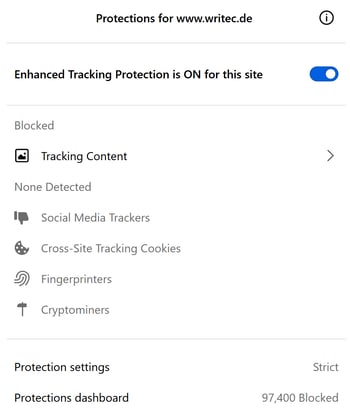 Protections for www.writec.de
Enhanced Tracking Protection is ON for this site
Blocked
Tracking Content
None Detected
Social Media Trackers
Cross-Site Tracking Cookies
Fingerprinters
Cryptominers
Protection settings Strict
Protections dashboard 97,400 Blocked